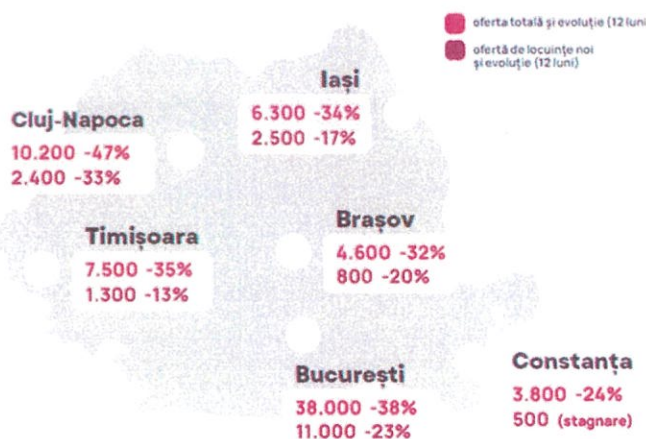 oferta totală și evoluție (12 luni
ofertă de locuințe noi
și evoluție (12 luni)
Iași
6.300 -34%
2.500 -17%
Cluj-Napoca
10.200 -47%
2.400 -33%
Brașov
4.600 -32%
800 -20%
Timișoara
7.500 -35%
1.300 -13%
București
38.000 -38%
11.000 -23%
Constanța
3.800 -24%
500 (stagnare)